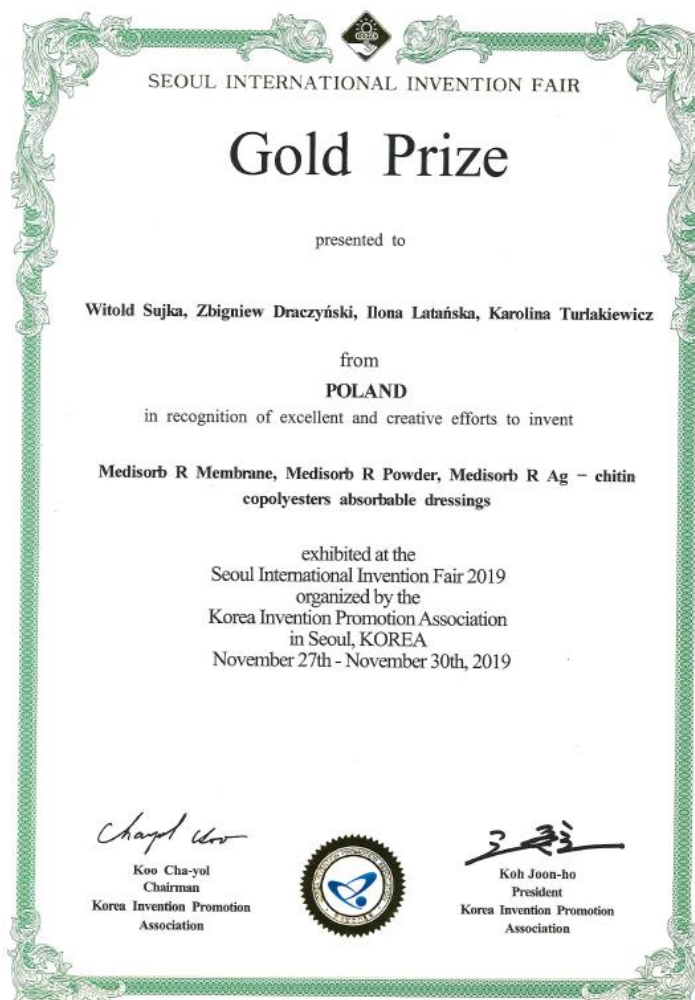 SEOUL INTERNATIONAL INVENTION FAIR
Gold Prize
presented to
Witold Sujka, Zbigniew Draczyński, Ilona Latańska, Karolina Turłakiewicz
from
POLAND
in recognition of excellent and creative efforts to invent
Medisorb R Membrane, Medisorb R Powder, Medisorb R Ag – chitin
copolyesters absorbable dressings
exhibited at the
Seoul International Invention Fair 2019
organized by the
Korea Invention Promotion Association
in Seoul, KOREA
November 27th - November 30th, 2019
Chayol Koo
Koo Cha-yol
Chairman
Korea Invention Promotion
Association
Koh Joon-ho
President
Korea Invention Promotion
Association